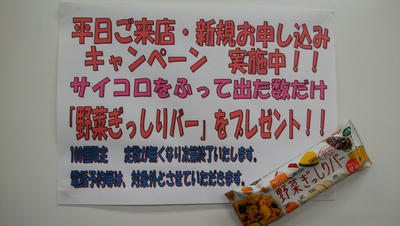 平日ご来店・新規お申し込み
キャンペーン 実施中！！
サイコロをふって出た数だけ
「野菜ぎっしりバー」をプレゼント！！
100個限定 定数が無くなり次第終了いたします。
電話予約等は、対象外とさせていただきます。
野菜ぎっしりバー